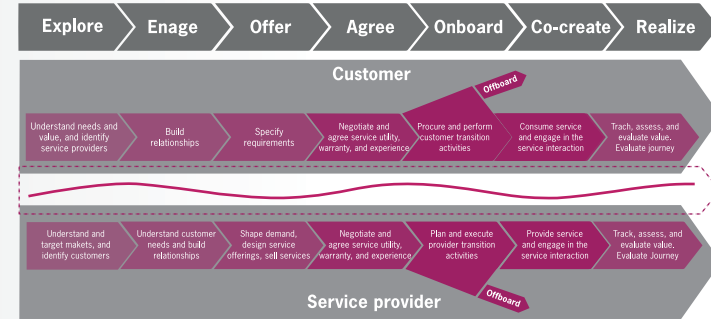 Explore
Enage
Offer
Agree
Onboard
Co-create
Realize
Customer
Offboard
Understand needs and
value, and identify
service providers
Build
relationships
Specify
requirements
Negotiate and
agree service utility,
warranty, and experience
Procure and perform
customer transition
activities
Consume service
and engage in the
service interaction
Trach, assess, and
evaluate value.
Evaluate journey
Understand and
target makets, and
identify customers
Understand customer
needs and build
relationships
Shape demand,
design service
offerings, sell services
Negotiate and
agree service utility,
warranty, and experience
Plan and execute
provider transition
activities
Provide service
and engage in the
service interaction
Track, assess, and
evaluate value.
Evaluate Journey
Offboard
Service provider